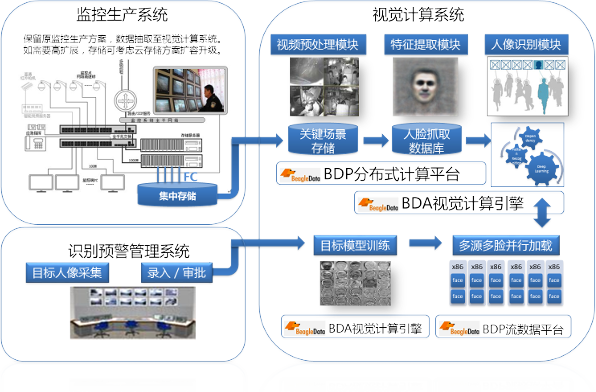 监控生产系统
保留原监控生产方案，数据抽取至视觉计算系统。
如需要高扩展，存储可考虑云存储方案扩容升级。
FC
集中存储
识别预警管理系统
目标人像采集
录入／审批
视觉计算系统
视频预处理模块
特征提取模块
人像识别模块
关键场景
存储
人脸抓取
数据库
Learning
BeagleData BDP分布式计算平台
BeagleData BDA视觉计算引擎
目标模型训练
多源多脸并行加载
x86 x86 x86 x86 x86 x86
face face face face face face
face face face face face face
BeagleData BDA视觉计算引擎
BeagleData BDP流数据平台